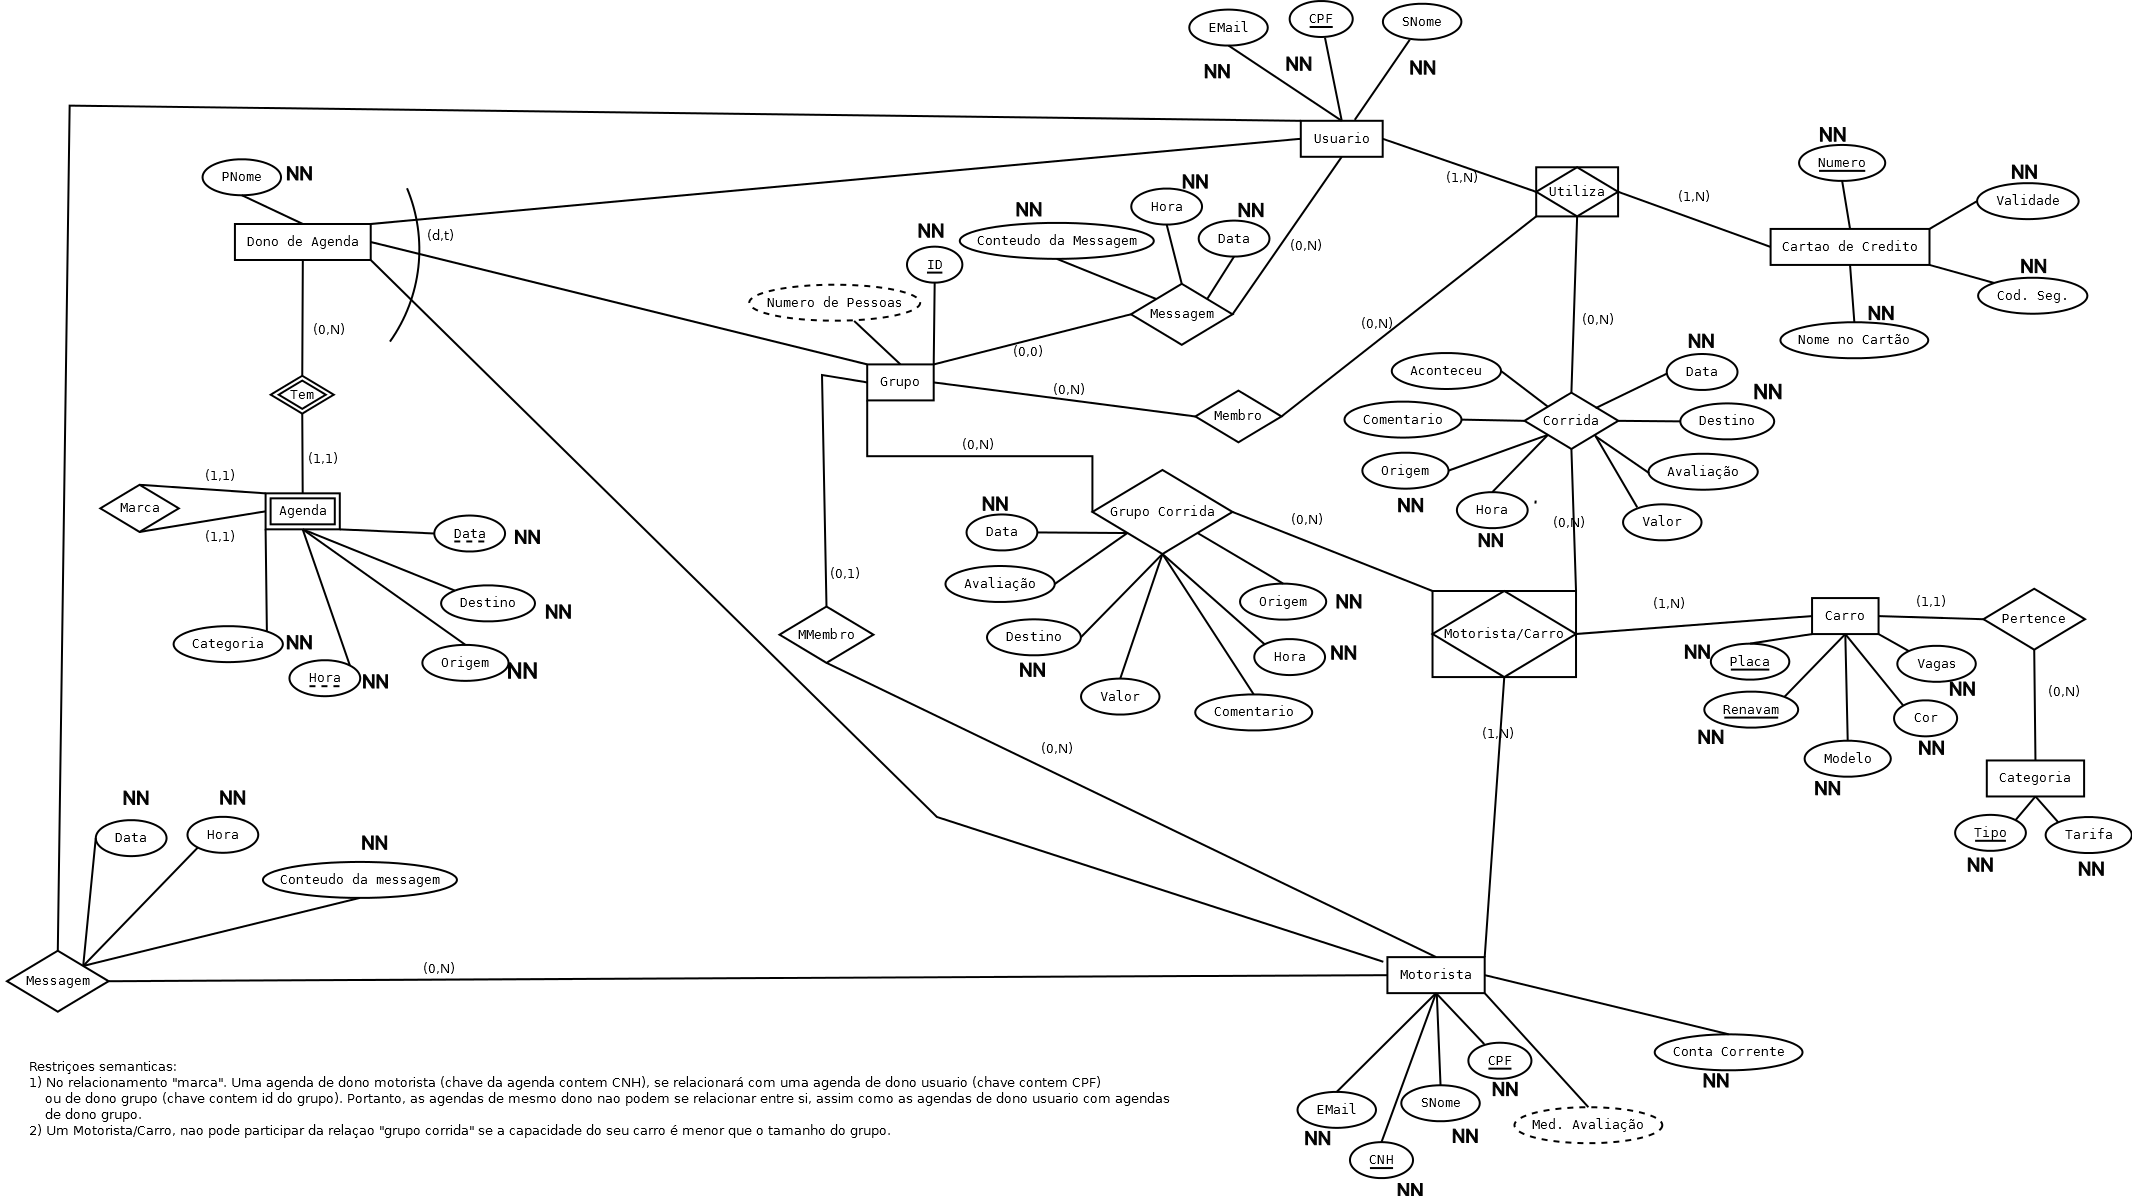 EMail
CPF
SNome
NN
NN
NN
Usuario
NN
Numero
NN
Validade
(1,N)
Utiliza
(1,N)
PNome
NN
Dono de Agenda
(d,t)
NN
Hora
NN
Conteudo da Messagem
NN
Data
NN
ID
(0,N)
Cartao de Credito
NN
Cod. Seg.
NN
Nome no Cartão
Numero de Pessoas
Messagem
(0,N)
(0,N)
(0,N)
(0,0)
Grupo
(0,N)
Membro
Tem
Aconteceu
NN
Data
NN
Comentario
Corrida
Destino
Origem
NN
Avaliação
Hora
NN
Valor
(0,N)
(1,1)
(1,1)
Marca
Agenda
(1,1)
Data
NN
Destino
NN
Categoria
NN
Hora
NN
Origem
NN
(0,N)
Grupo Corrida
(0,N)
NN
Data
Avaliação
Destino
NN
Valor
Comentario
Origem
NN
Hora
NN
(0,1)
MMembro
(0,N)
Motorista/Carro
(1,N)
Carro
(1,1)
Pertence
NN
Placa
Renavam
NN
Modelo
NN
Vagas
NN
Cor
NN
(0,N)
Categoria
Tipo
NN
Tarifa
NN
(1,N)
NN
Data
NN
Hora
NN
Conteudo da messagem
Messagem
(0,N)
Motorista
EMail
NN
CNH
NN
SNome
NN
CPF
NN
Med. Avaliação
Conta Corrente
NN
Restriçoes semanticas:
1) No relacionamento "marca". Uma agenda de dono motorista (chave da agenda contem CNH), se relacionará com uma agenda de dono usuario (chave contem CPF)
ou de dono grupo (chave contem id do grupo). Portanto, as agendas de mesmo dono nao podem se relacionar entre si, assim como as agendas de dono usuario com agendas
de dono grupo.
2) Um Motorista/Carro, nao pode participar da relaçao "grupo corrida" se a capacidade do seu carro é menor que o tamanho do grupo.